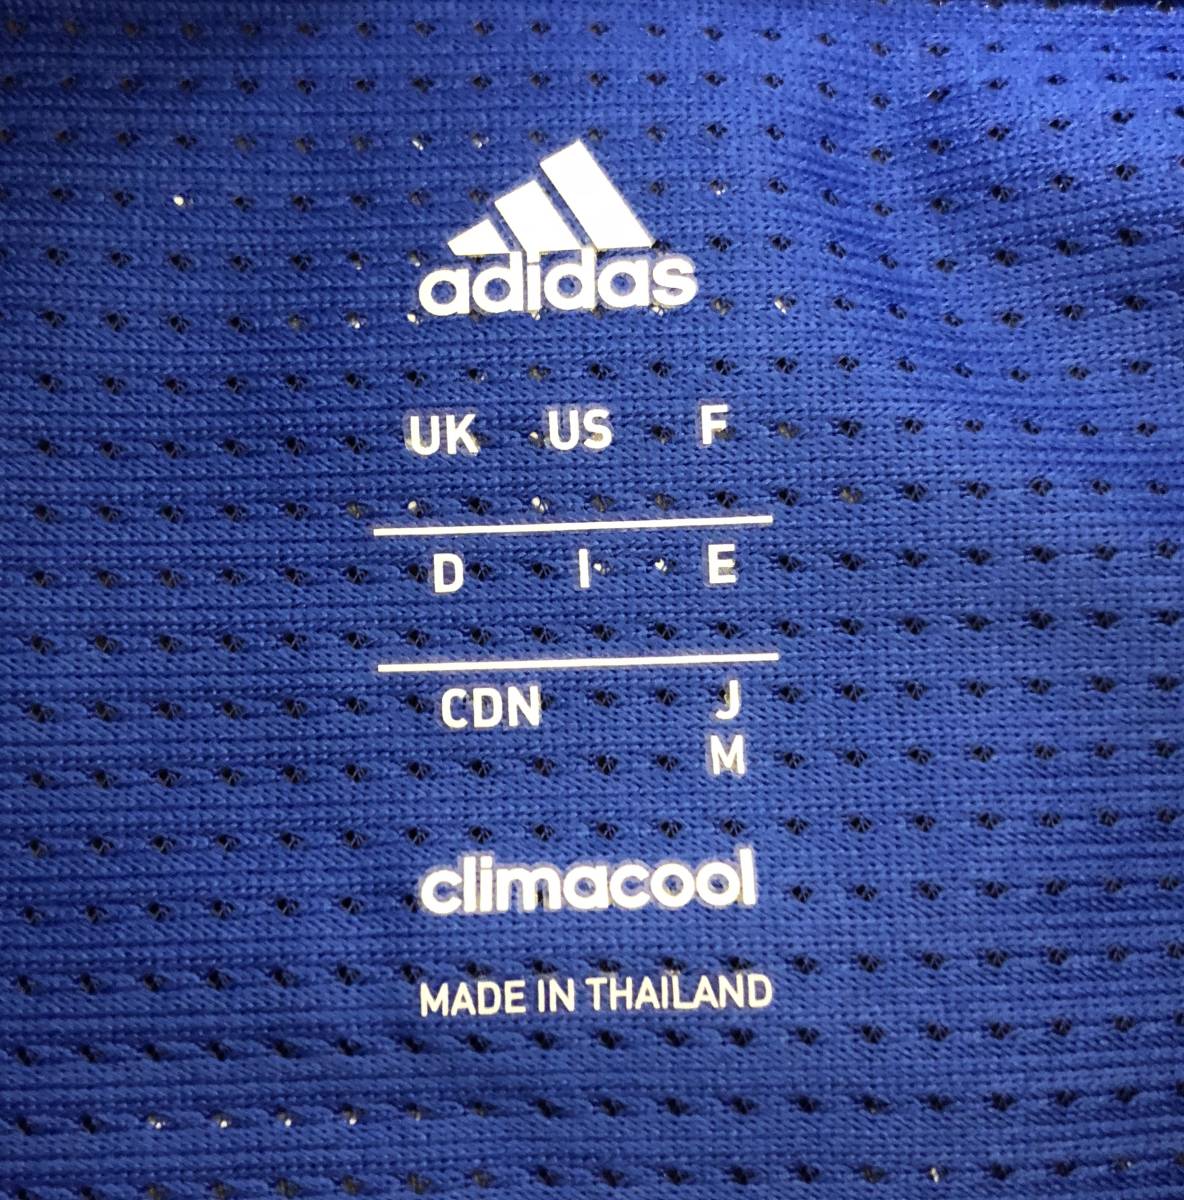 adidas
UK US F
D I E
CDN J
M
climacool
MADE IN THAILAND